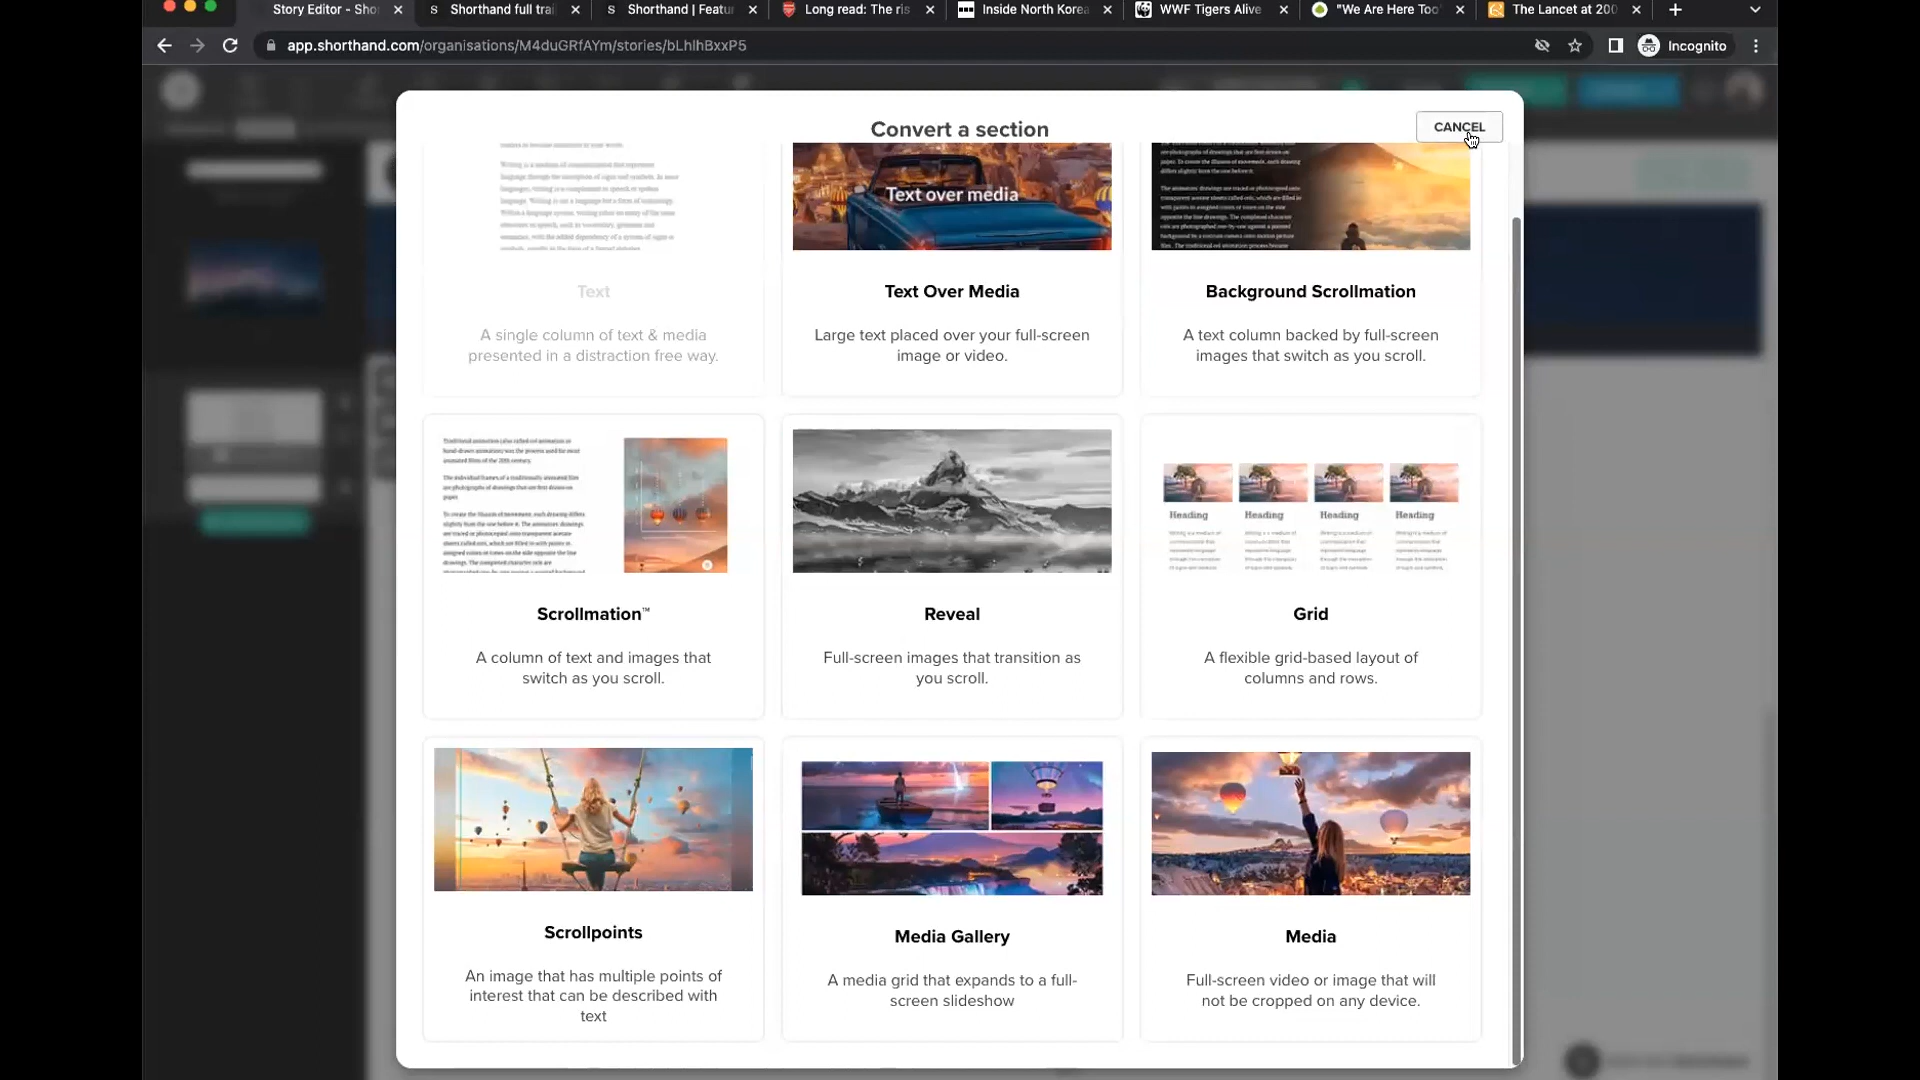 Story Editor - Sho
Shorthand full trai
Shorthand | Featu
Long read: The ris
Inside North Korea
WWF Tigers Alive
"We Are Here Too"
The Lancet at 200
app.shorthand.com/organisations/M4duGRfAYm/stories/bLhIhBxxP5
Incognito
Convert a section
CANCEL
Text over media
Text
A single column of text & media
presented in a distraction free way.
Text Over Media
Large text placed over your full-screen
image or video.
Background Scrollmation
A text column backed by full-screen
images that switch as you scroll.
Heading
Heading
Heading
Heading
Scrollmation™
A column of text and images that
switch as you scroll.
Reveal
Full-screen images that transition as
you scroll.
Grid
A flexible grid-based layout of
columns and rows.
Scrollpoints
An image that has multiple points of
interest that can be described with
text
Media Gallery
A media grid that expands to a full-
screen slideshow
Media
Full-screen video or image that will
not be cropped on any device.